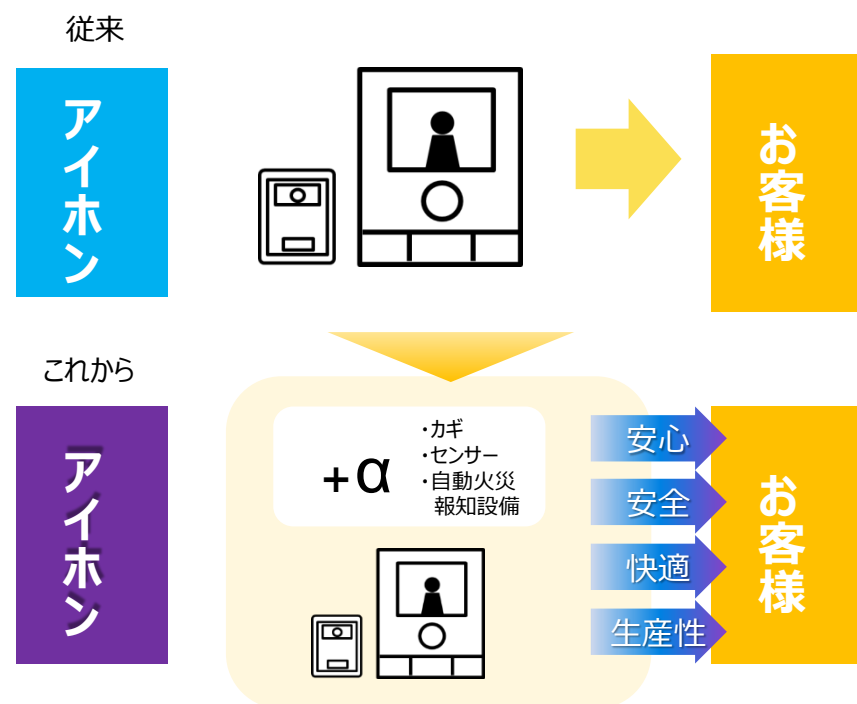 従来
アイホン
お客様
これから
アイホン
+α
・カギ
・センサー
・自動火災
報知設備
安心
安全
快適
生産性
お客様